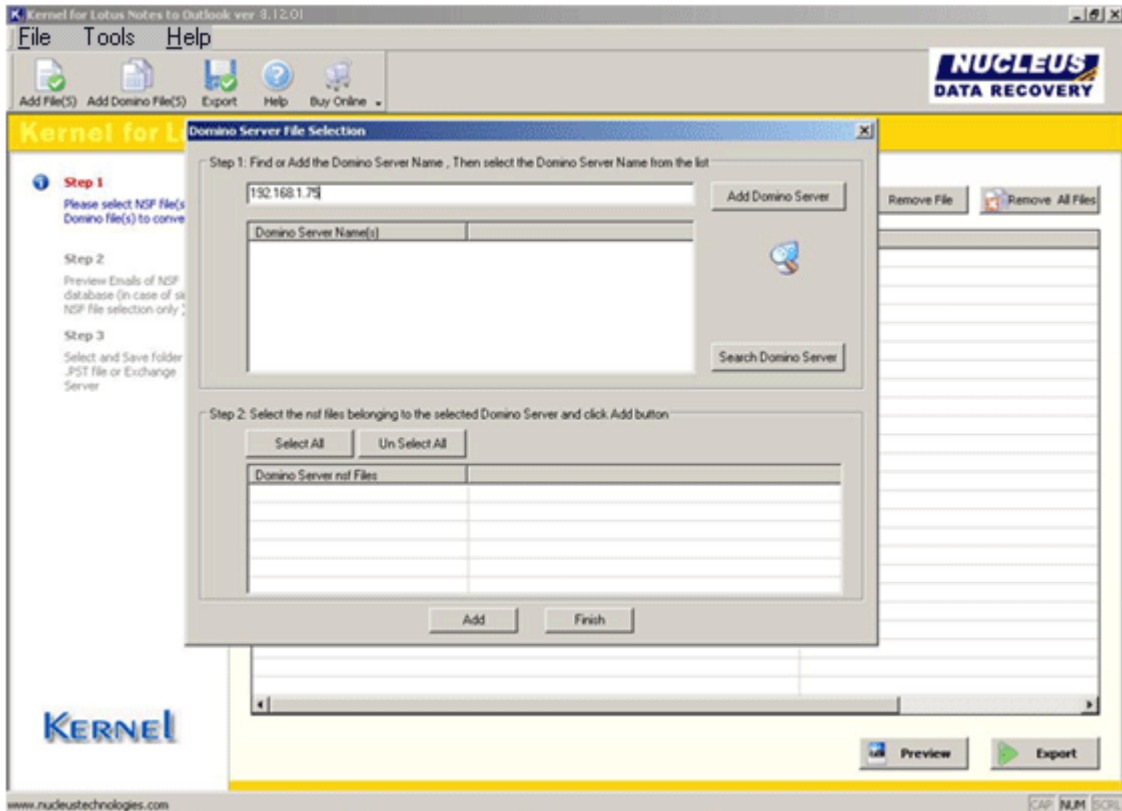 Kernel for Lotus Notes to Outlook ver 8.12.01
File Tools Help
Add File(S) Add Domino File(S) Export Help Buy Online
NUCLEUS
DATA RECOVERY
Kernel for L
Domino Server File Selection
Step 1: Find or Add the Domino Server Name , Then select the Domino Server Name from the list
192.168.1.75
Add Domino Server
Domino Server Name(s)
Search Domino Server
Step 2: Select the nsf files belonging to the selected Domino Server and click Add button
Select All Un Select All
Domino Server nsf Files
Add Finish
Step 1
Please select NSF file(s
Domino file(s) to conve
Step 2
Preview Emails of NSF
database (in case of si
NSF file selection only
Step 3
Select and Save folder
.PST file or Exchange
Server
Remove File Remove All Files
KERNEL
Preview Export
www.nucleustechnologies.com
CAP NUM SCRL